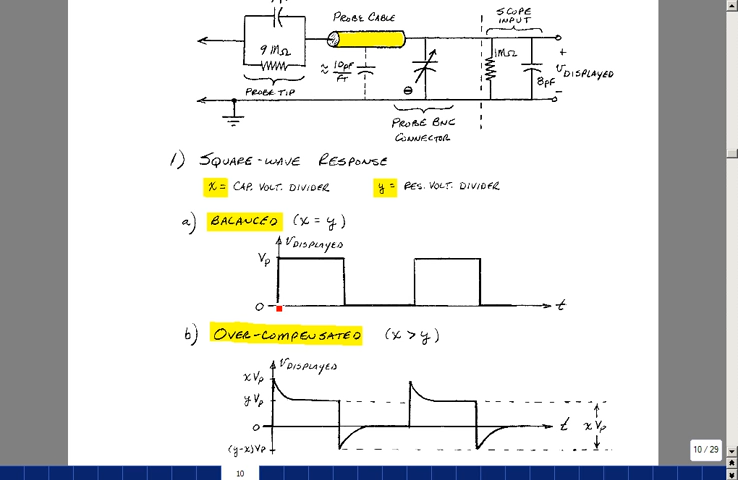 PROBE CABLE
SCOPE
INPUT
9 MΩ
≈ 10pF
FT
1MΩ
+
VDISPLAYED
8pF
-
PROBE TIP
PROBE BNC
CONNECTOR
1) SQUARE-WAVE RESPONSE
x = CAP. VOLT. DIVIDER y = RES. VOLT. DIVIDER
a) BALANCED (x = y)
VDISPLAYED
Vp
0
t
b) OVER-COMPENSATED (x > y)
VDISPLAYED
xVp
yVp
0
t
xVp
(y-x)Vp
10 / 29
10